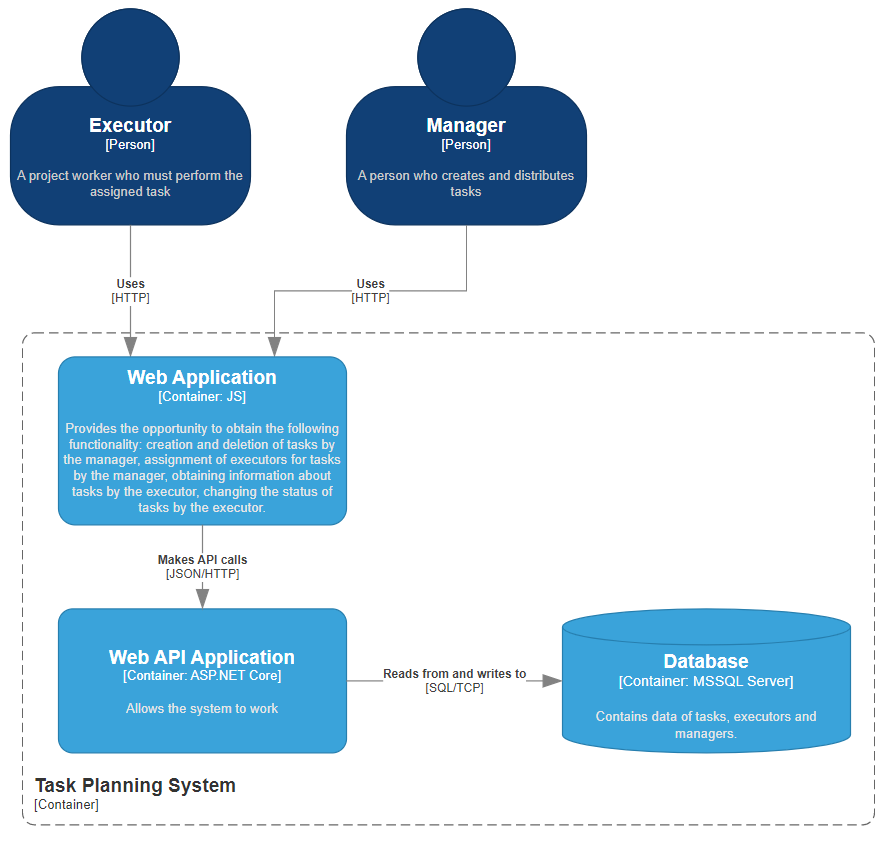 Executor
[Person]
A project worker who must perform the
assigned task
Manager
[Person]
A person who creates and distributes
tasks
Uses
[HTTP]
Uses
[HTTP]
Web Application
[Container: JS]
Provides the opportunity to obtain the following
functionality: creation and deletion of tasks by
the manager, assignment of executors for tasks
by the manager, obtaining information about
tasks by the executor, changing the status of
tasks by the executor.
Makes API calls
[JSON/HTTP]
Web API Application
[Container: ASP.NET Core]
Allows the system to work
Reads from and writes to
[SQL/TCP]
Database
[Container: MSSQL Server]
Contains data of tasks, executors and
managers.
Task Planning System
[Container]